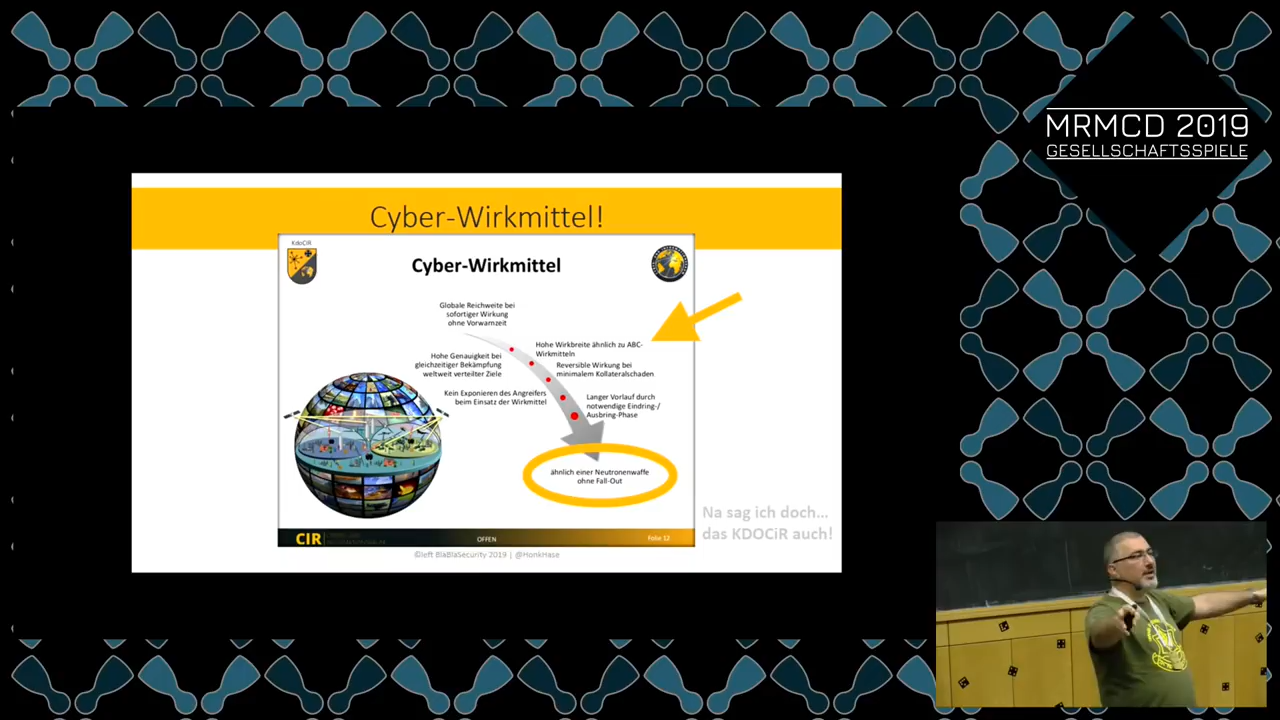 MRMCD 2019
GESELLSCHAFTSSPIELE
Cyber-Wirkmittel!
KdoCIR
Cyber-Wirkmittel
Globale Reichweite bei
sofortiger Wirkung
ohne Vorwarnzeit
Hohe Wirkbreite ähnlich zu ABC-
Wirkmitteln
Hohe Genauigkeit bei
gleichzeitiger Bekämpfung
weltweit verteilter Ziele
Reversible Wirkung bei
minimalem Kollateralschaden
Kein Exponieren des Angreifers
beim Einsatz der Wirkmittel
Langer Vorlauf durch
notwendige Eindring-/
Ausbring-Phase
ähnlich einer Neutronenwaffe
ohne Fall-Out
Na sag ich doch...
das KDOCiR auch!
CIR
OFFEN
Folie 12
©left BlaBlaSecurity 2019 | @HonkHase